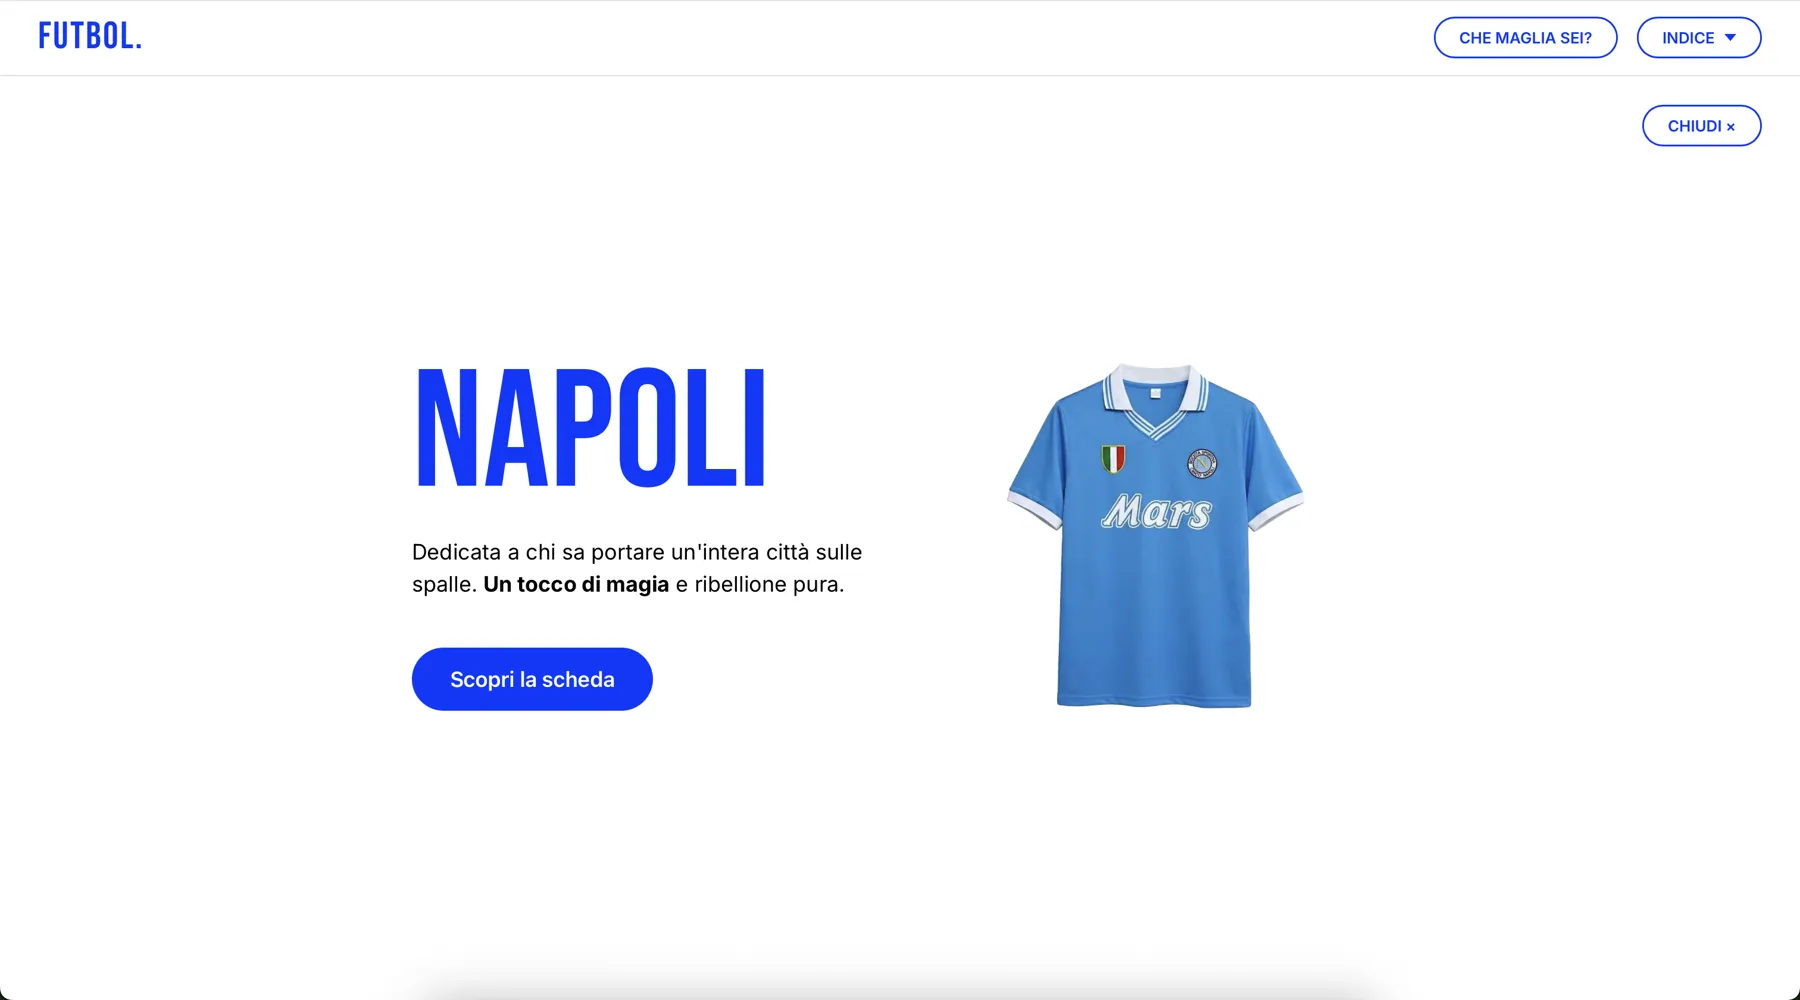 FUTBOL.
CHE MAGLIA SEI?
INDICE
CHIUDI ×
NAPOLI
Dedicata a chi sa portare un'intera città sulle
spalle. Un tocco di magia e ribellione pura.
Scopri la scheda
Mars